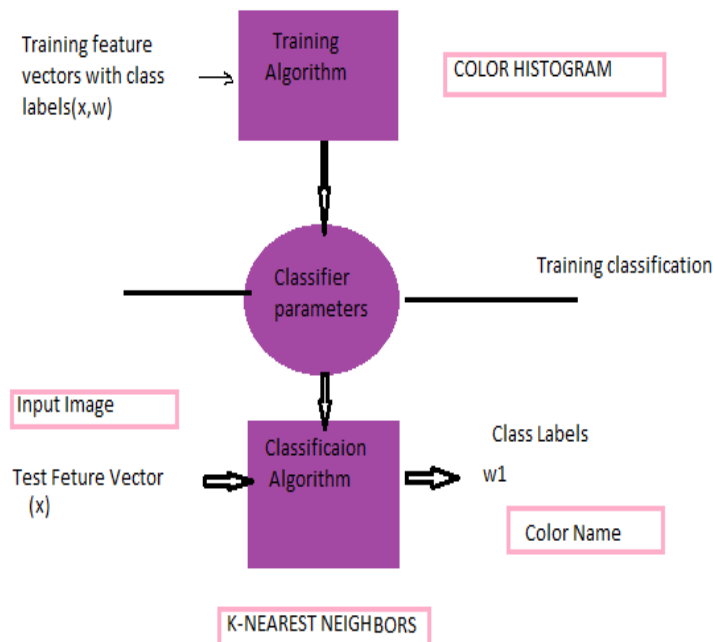 Training feature
vectors with class
labels(x,w)
Training
Algorithm
COLOR HISTOGRAM
Classifier
parameters
Training classification
Input Image
Test Feture Vector
(x)
Classificaion
Algorithm
Class Labels
w1
Color Name
K-NEAREST NEIGHBORS